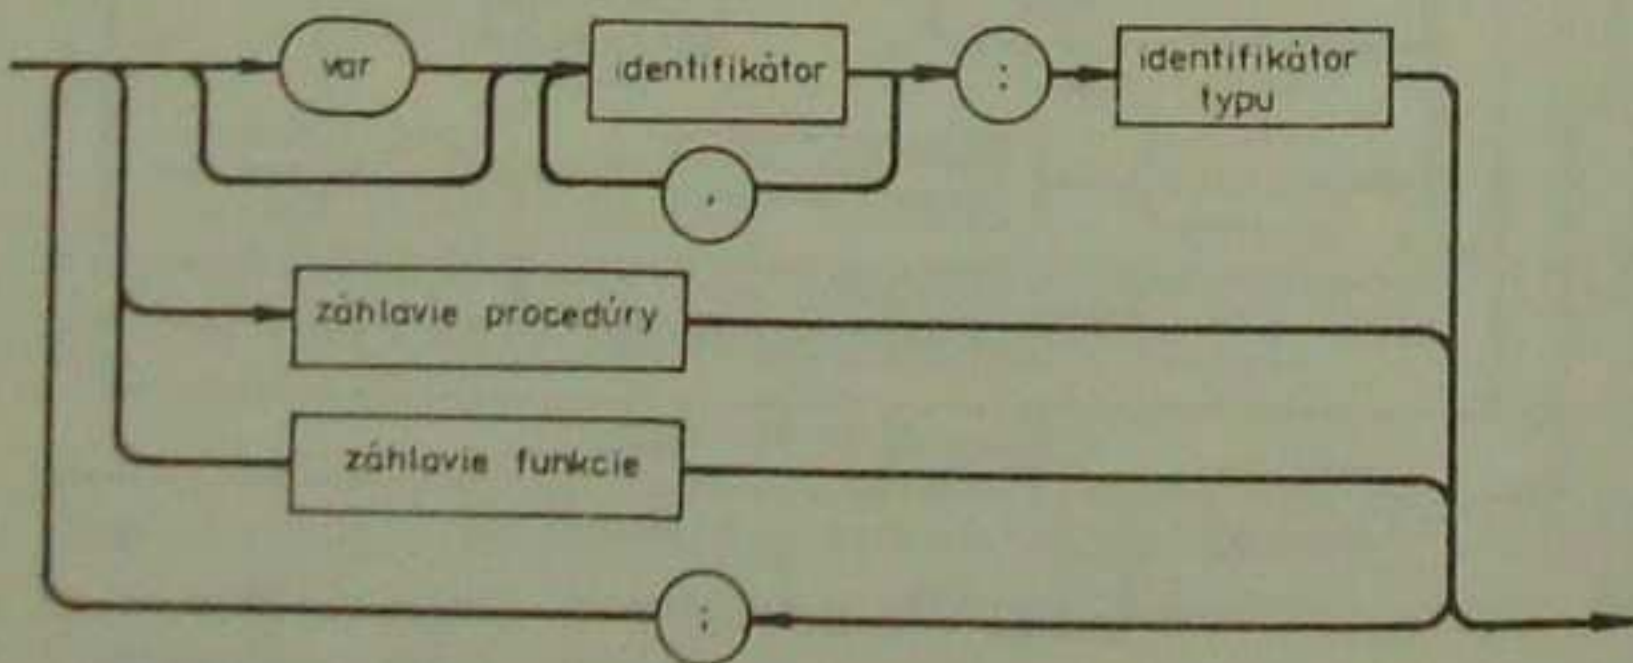 var
identifikátor
:
identifikátor
typu
,
záhlavie procedúry
záhlavie funkcie
;